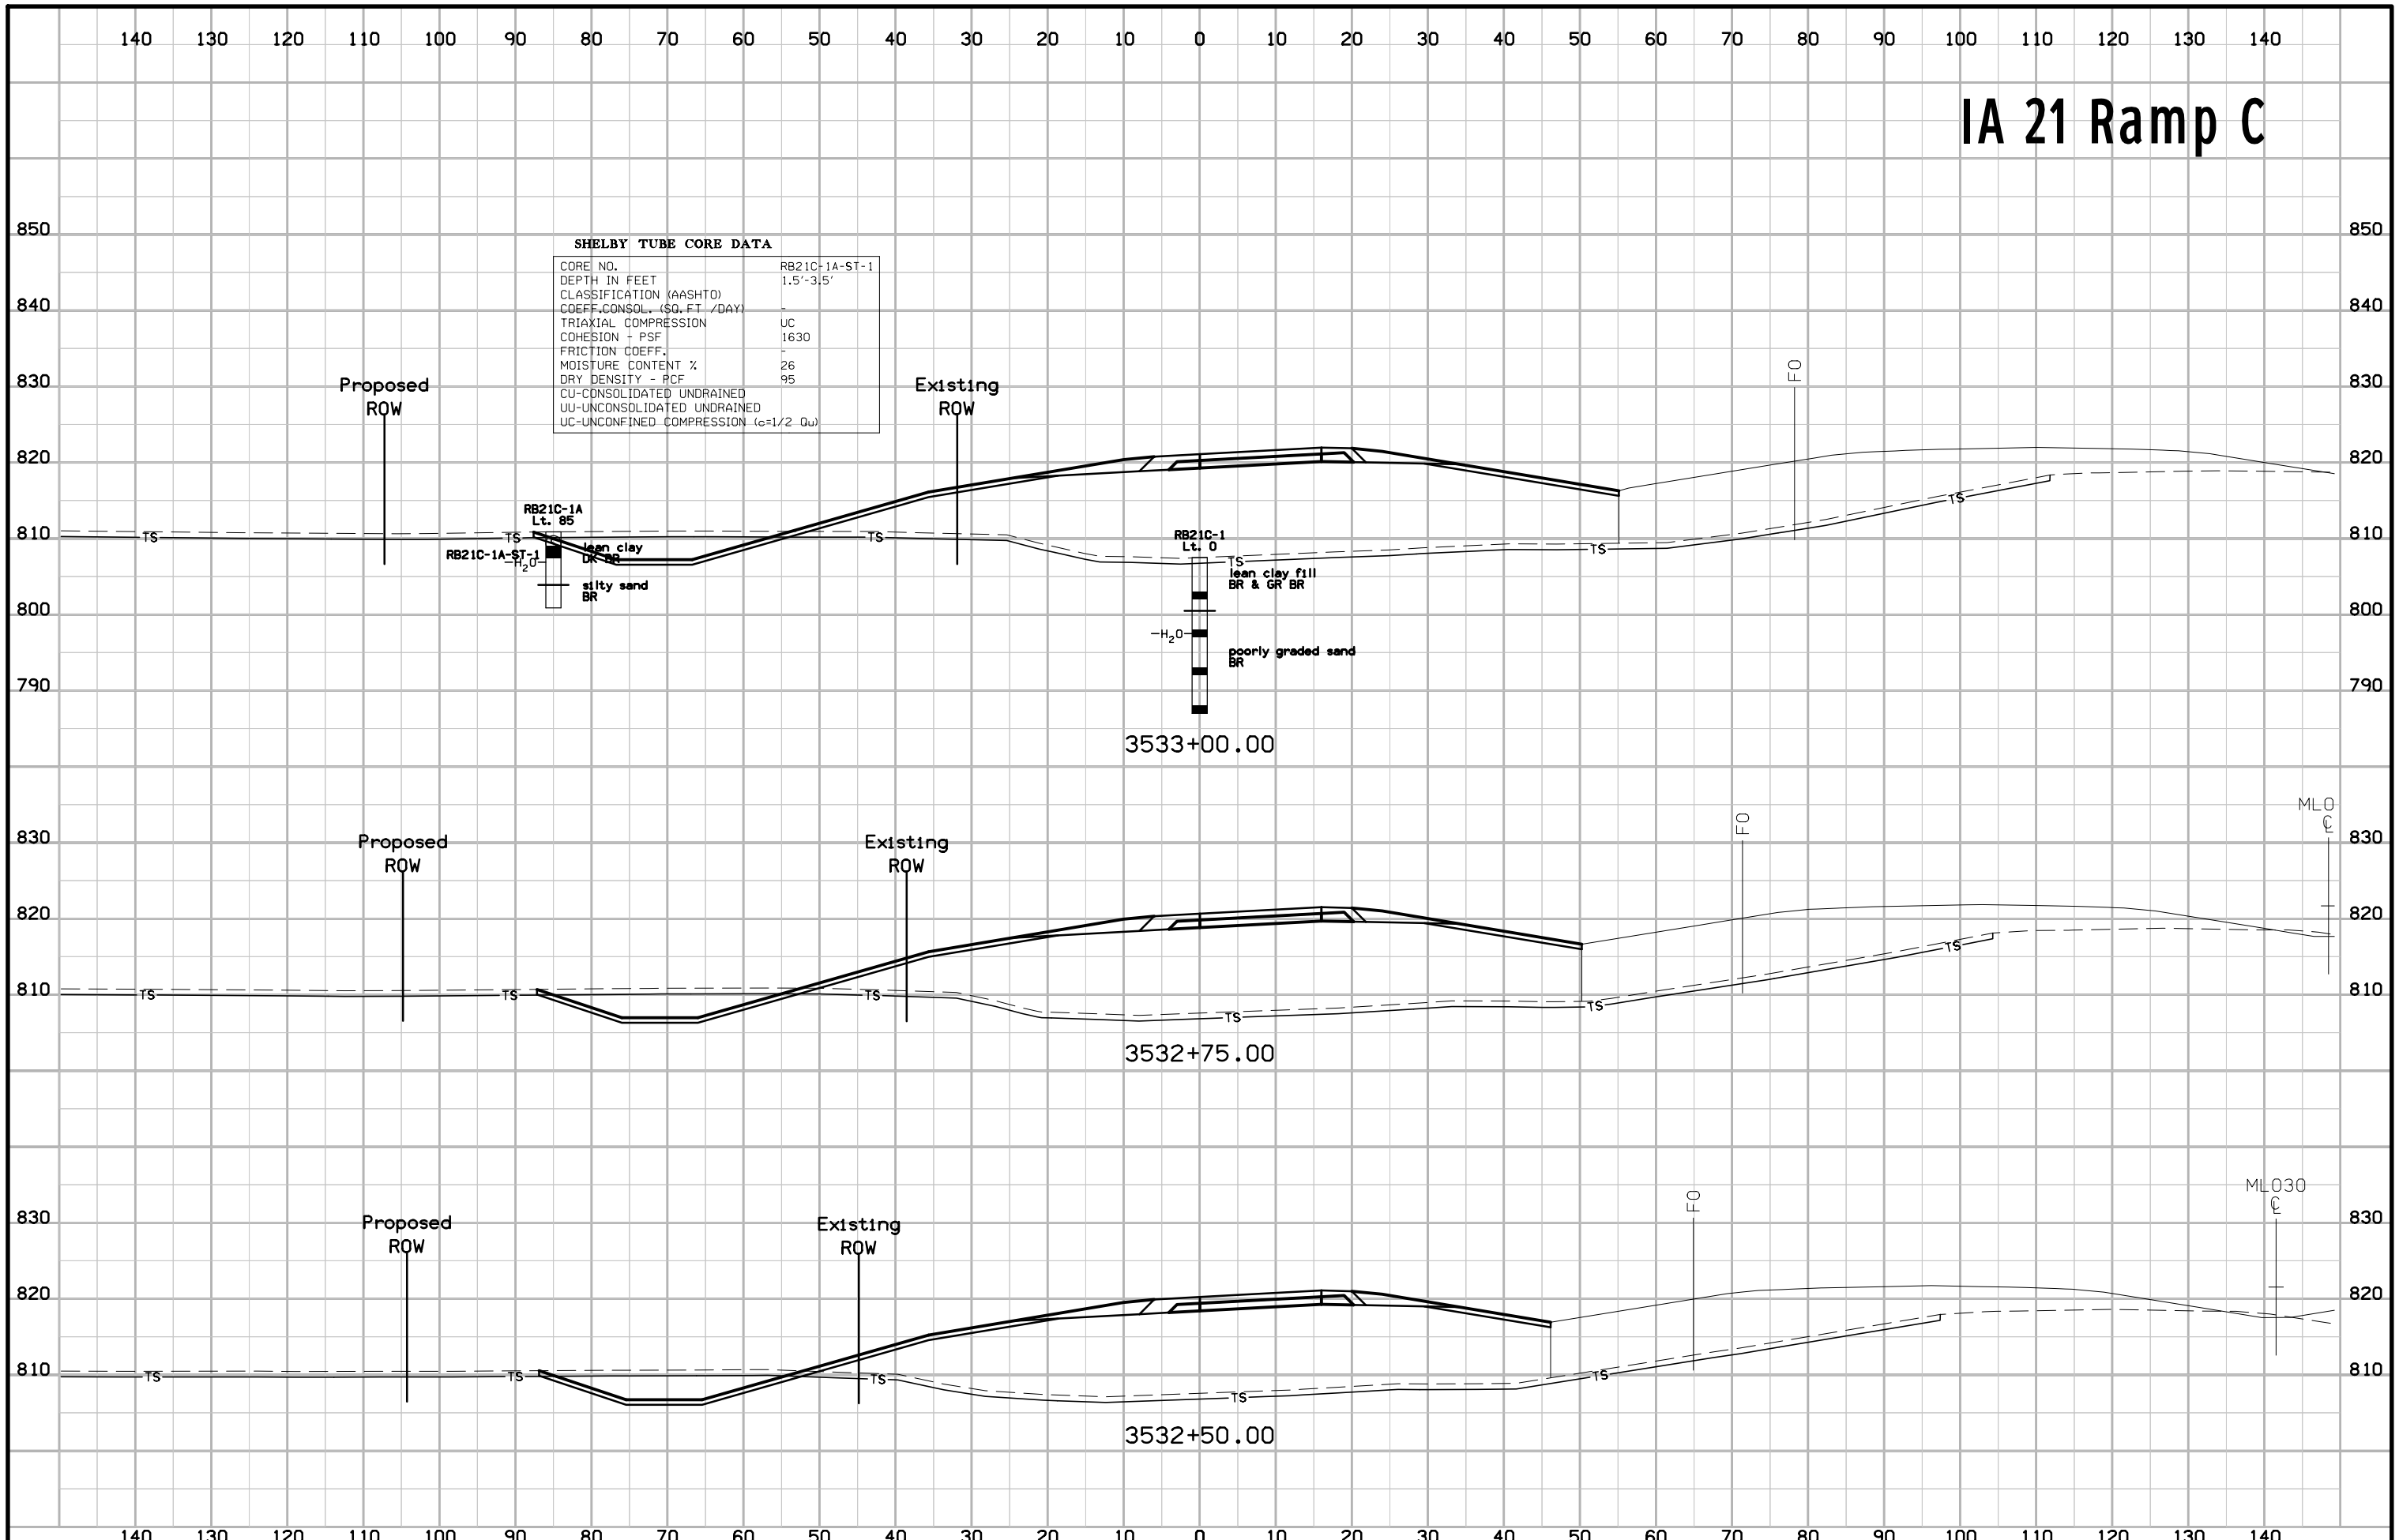 140 130 120 110 100 90 80 70 60 50 40 30 20 10 0 10 20 30 40 50 60 70 80 90 100 110 120 130 140
IA 21 Ramp C
850 850
SHELBY TUBE CORE DATA
CORE NO. RB21C-1A-ST-1
DEPTH IN FEET 1.5'-3.5'
CLASSIFICATION (AASHTO)
COEFF.CONSOL. (SQ.FT /DAY) -
TRIAXIAL COMPRESSION UC
COHESION - PSF 1630
FRICTION COEFF. -
MOISTURE CONTENT % 26
DRY DENSITY - PCF 95
CU-CONSOLIDATED UNDRAINED
UU-UNCONSOLIDATED UNDRAINED
UC-UNCONFINED COMPRESSION (c=1/2 Qu)
840 840
830 830
Proposed
ROW
Existing
ROW
FO
820 820
TS
RB21C-1A
Lt. 85
810 810
TS TS TS TS
RB21C-1A-ST-1
lean clay
DK BR
H2O
silty sand
BR
RB21C-1
Lt. 0
TS
lean clay fill
BR & GR BR
800 800
H2O
poorly graded sand
BR
790 790
3533+00.00
ML0
℄
830 830
Proposed
ROW
Existing
ROW
FO
820 820
TS
810 810
TS TS TS TS TS
3532+75.00
ML030
℄
830 830
Proposed
ROW
Existing
ROW
FO
820 820
810 810
TS TS TS TS TS
3532+50.00
140 130 120 110 100 90 80 70 60 50 40 30 20 10 0 10 20 30 40 50 60 70 80 90 100 110 120 130 140